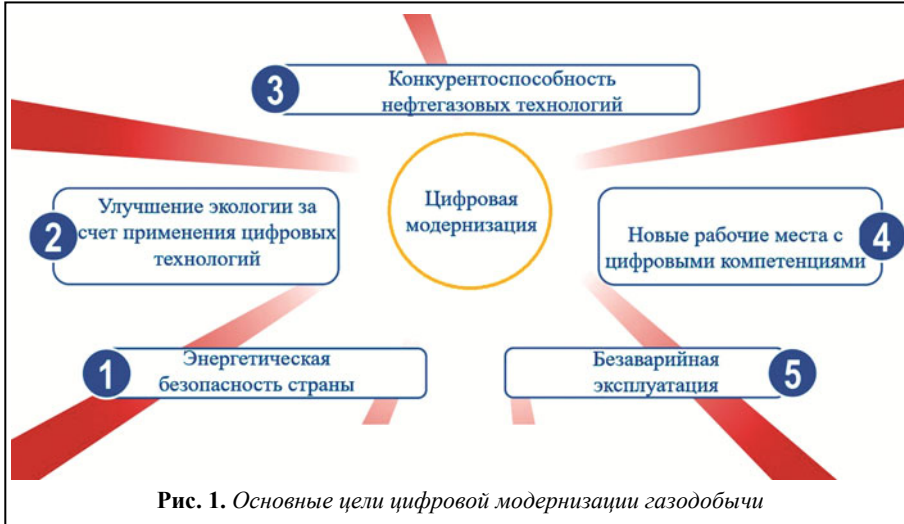 3
Конкурентоспособность
нефтегазовых технологий
Цифровая
модернизация
2
Улучшение экологии за
счет применения цифровых
технологий
Новые рабочие места с
цифровыми компетенциями
4
1
Энергетическая
безопасность страны
Безаварийная
эксплуатация
5
Рис. 1. Основные цели цифровой модернизации газодобычи